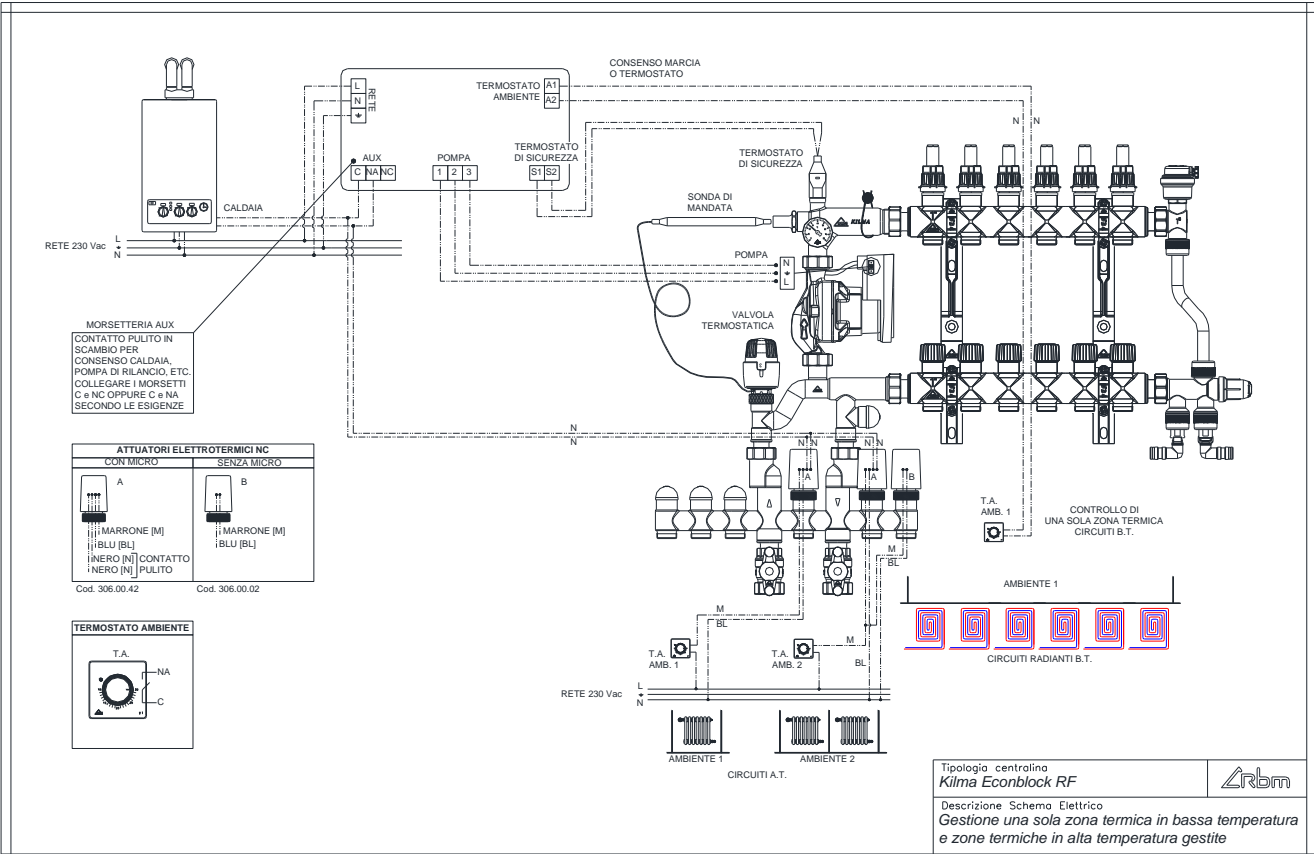 CONSENSO MARCIA
O TERMOSTATO
L
N
RETE
TERMOSTATO
AMBIENTE
A1
A2
AUX
C NA NC
POMPA
1 2 3
TERMOSTATO
DI SICUREZZA
S1 S2
TERMOSTATO
DI SICUREZZA
N N
CALDAIA
RETE 230 Vac
L
N
SONDA DI
MANDATA
KILMA
POMPA
N
L
VALVOLA
TERMOSTATICA
MORSETTERIA AUX
CONTATTO PULITO IN
SCAMBIO PER
CONSENSO CALDAIA,
POMPA DI RILANCIO, ETC.
COLLEGARE I MORSETTI
C e NC OPPURE C e NA
SECONDO LE ESIGENZE
N
N
N N
N N
A
A
B
ATTUATORI ELETTROTERMICI NC
CON MICRO
SENZA MICRO
A
B
MARRONE [M]
BLU [BL]
NERO [N]
NERO [N]
CONTATTO
PULITO
MARRONE [M]
BLU [BL]
Cod. 306.00.42
Cod. 306.00.02
T.A.
AMB. 1
CONTROLLO DI
UNA SOLA ZONA TERMICA
CIRCUITI B.T.
M
BL
AMBIENTE 1
CIRCUITI RADIANTI B.T.
TERMOSTATO AMBIENTE
T.A.
NA
C
M
BL
T.A.
AMB. 1
M
T.A.
AMB. 2
BL
RETE 230 Vac
L
N
AMBIENTE 1
AMBIENTE 2
CIRCUITI A.T.
Tipologia centralina
Kilma Econblock RF
rbm
Descrizione Schema Elettrico
Gestione una sola zona termica in bassa temperatura
e zone termiche in alta temperatura gestite